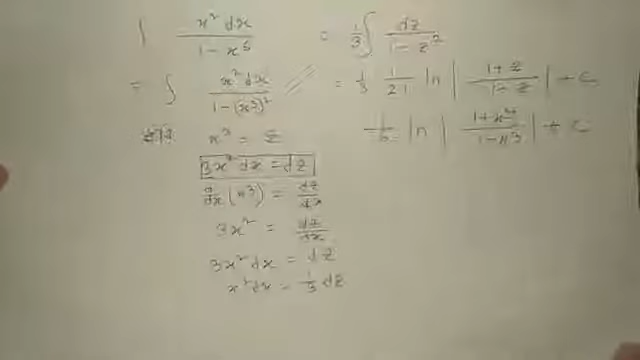 ∫ x² dx / 1 - x⁶
= ∫ x² dx / 1 - (x³)²
x³ = z
3x² dx = dz
d/dx (x³) = dz/dx
3x² = dz/dx
3x² dx = dz
x² dx = 1/3 dz
= 1/3 ∫ dz / 1 - z²
= 1/3 1/2.1 ln | 1 + z / 1 - z | + c
1/6 ln | 1 + x³ / 1 - x³ | + c